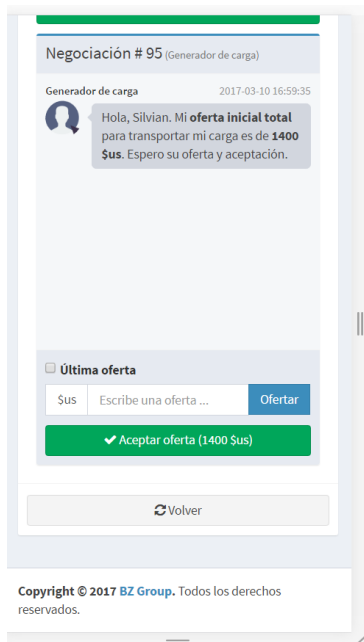 Negociación # 95 (Generador de carga)
Generador de carga 2017-03-10 16:59:35
Hola, Silvian. Mi oferta inicial total
para transportar mi carga es de 1400
$us. Espero su oferta y aceptación.
Última oferta
$us Escribe una oferta ... Ofertar
Aceptar oferta (1400 $us)
Volver
Copyright © 2017 BZ Group. Todos los derechos
reservados.